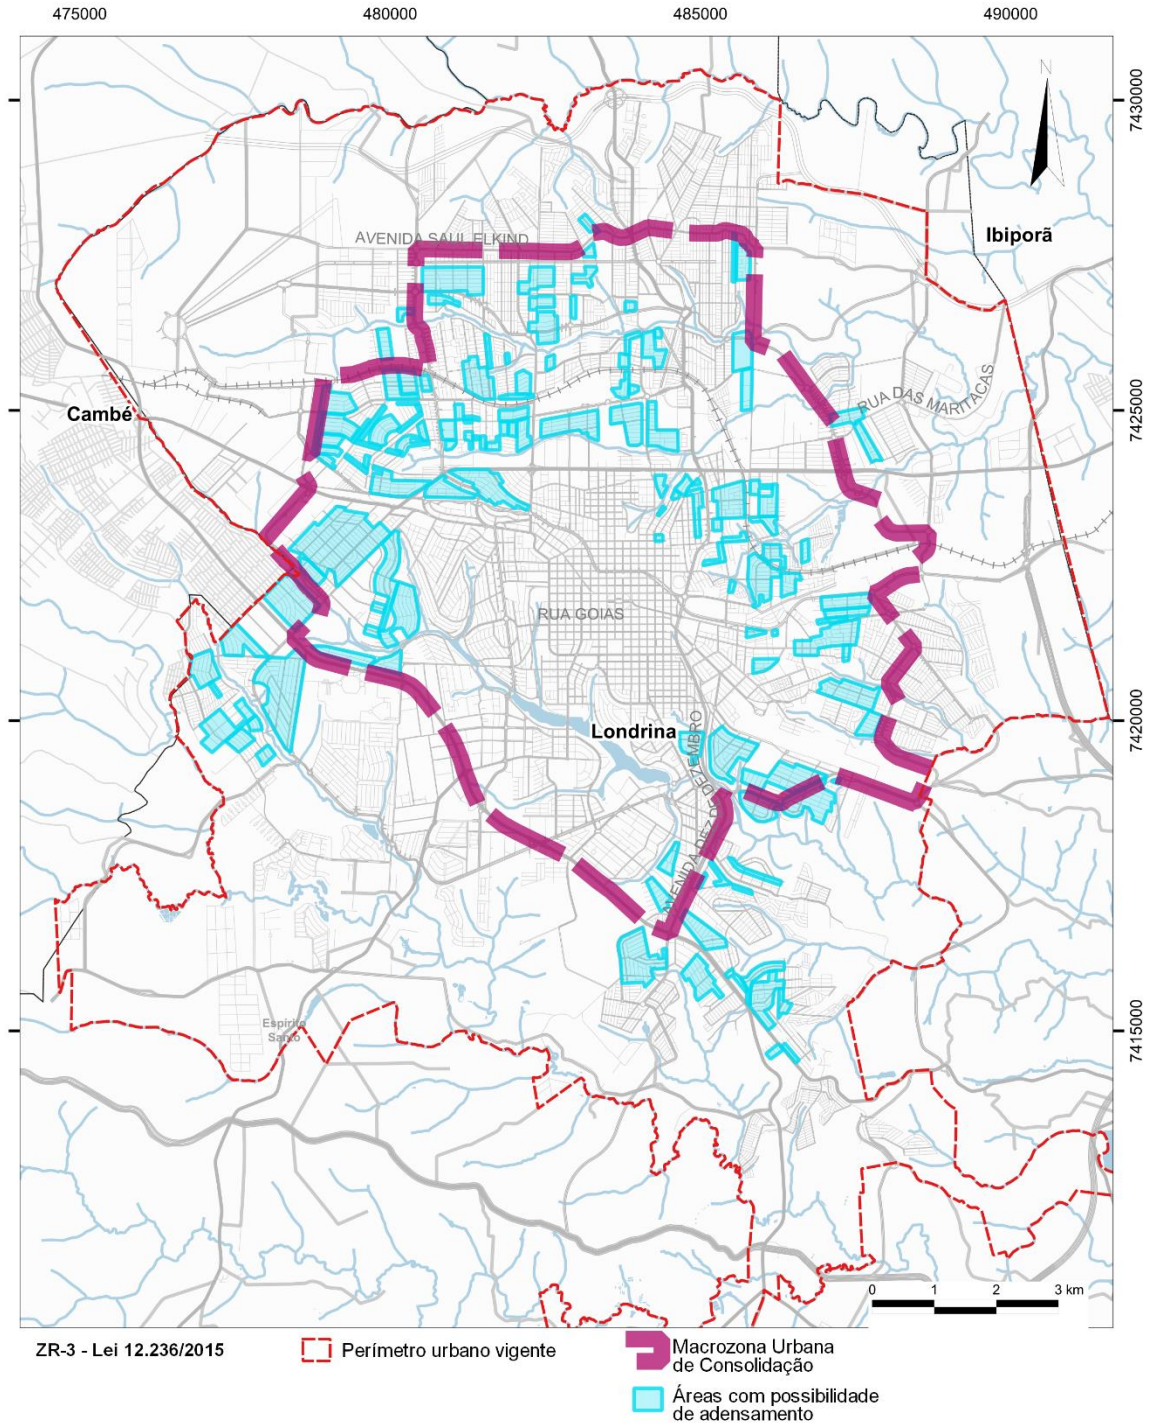 475000
480000
485000
490000
N
7430000
AVENIDA SAUL ELKIND
Ibiporã
RUA DAS MARITACAS
Cambé
7425000
RUA GOIAS
Londrina
7420000
AVENIDA DEZ DE DEZEMBRO
Espirito
Santo
7415000
0 1 2 3 km
ZR-3 - Lei 12.236/2015
Perímetro urbano vigente
Macrozona Urbana
de Consolidação
Áreas com possibilidade
de adensamento